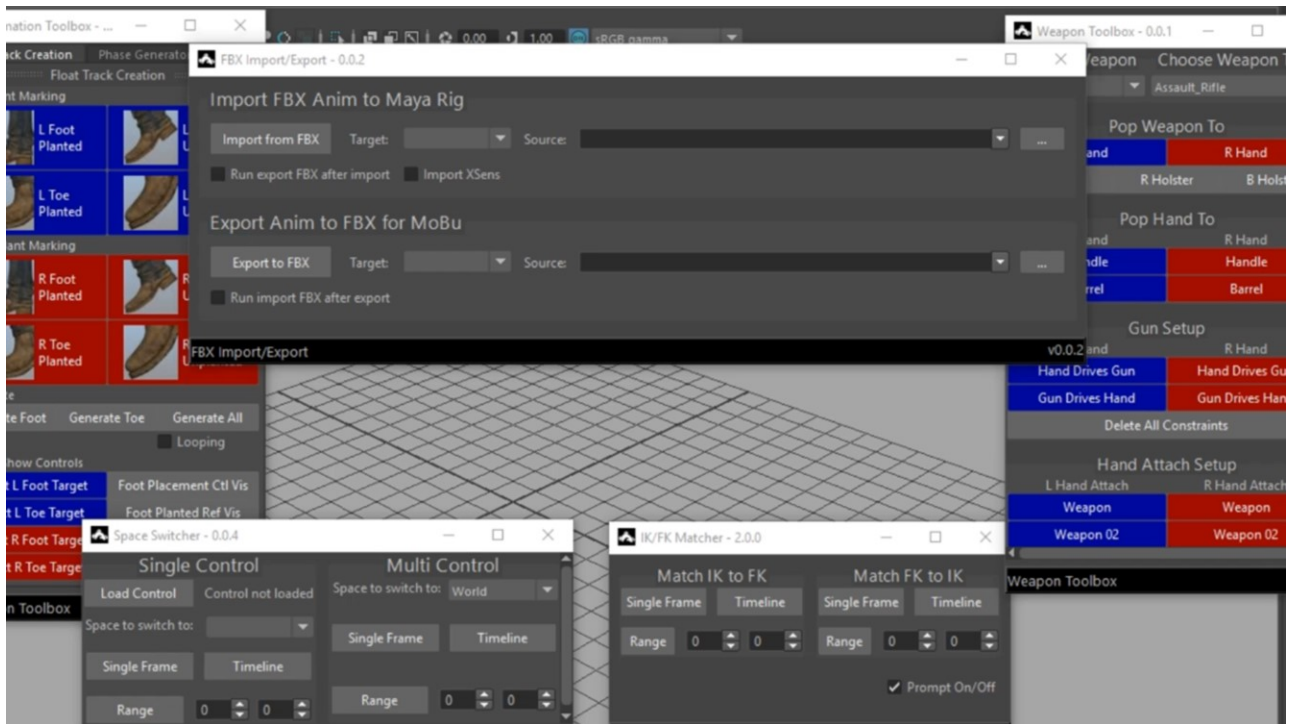 mation Toolbox - ...
ack Creation Phase Generato
Float Track Creation
nt Marking
L Foot
Planted
L Toe
Planted
ant Marking
R Foot
Planted
R Toe
Planted
te Foot Generate Toe Generate All
Looping
how Controls
t L Foot Target Foot Placement Ctl Vis
t L Toe Target Foot Planted Ref Vis
t R Foot Targe
t R Toe Targe
n Toolbox
0.00 1.00 sRGB gamma
FBX Import/Export - 0.0.2
Import FBX Anim to Maya Rig
Import from FBX Target: Source: ...
Run export FBX after import Import XSens
Export Anim to FBX for MoBu
Export to FBX Target: Source: ...
Run import FBX after export
FBX Import/Export v0.0.2
Weapon Toolbox - 0.0.1
Weapon Choose Weapon T
Assault_Rifle
Pop Weapon To
and R Hand
R Holster B Holst
Pop Hand To
and R Hand
ndle Handle
rrel Barrel
Gun Setup
and R Hand
Hand Drives Gun Hand Drives Gu
Gun Drives Hand Gun Drives Han
Delete All Constraints
Hand Attach Setup
L Hand Attach R Hand Attach
Weapon Weapon
Weapon 02 Weapon 02
Weapon Toolbox
Space Switcher - 0.0.4
Single Control
Load Control Control not loaded
Space to switch to:
Single Frame Timeline
Range 0 0
Multi Control
Space to switch to: World
Single Frame Timeline
Range 0 0
IK/FK Matcher - 2.0.0
Match IK to FK
Single Frame Timeline
Range 0 0
Match FK to IK
Single Frame Timeline
Range 0 0
Prompt On/Off